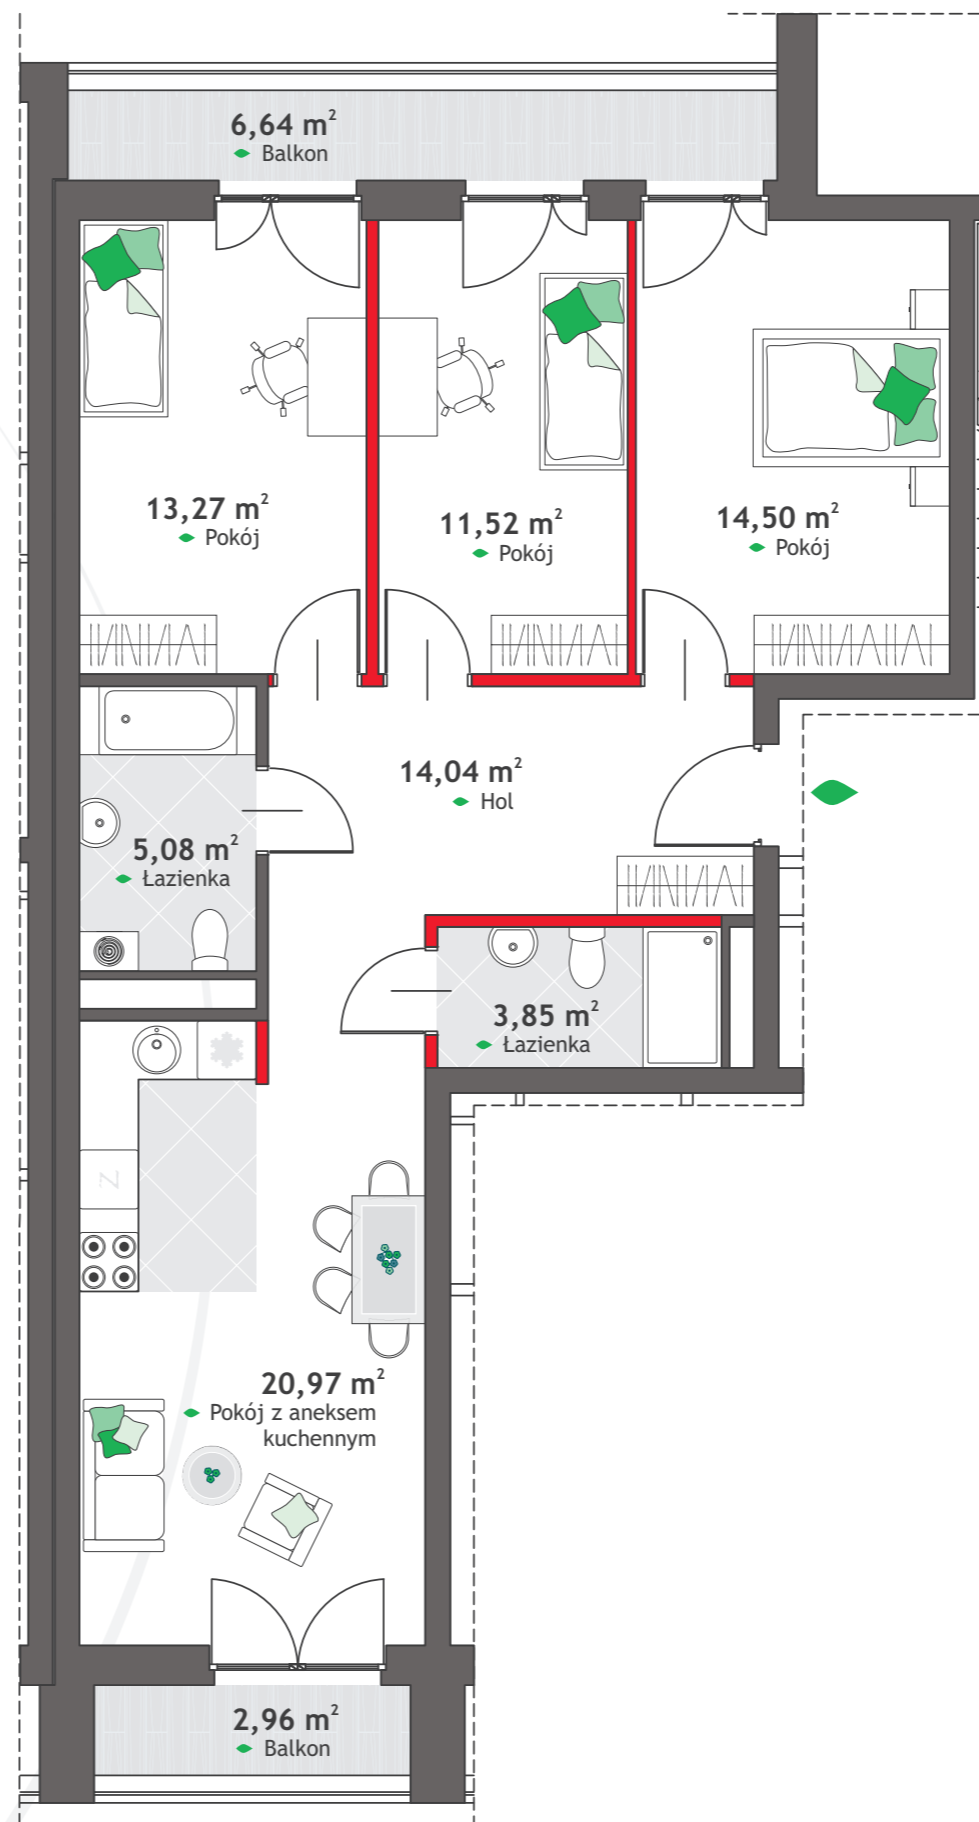 6,64 m²
Balkon
13,27 m²
Pokój
11,52 m²
Pokój
14,50 m²
Pokój
14,04 m²
Hol
5,08 m²
Łazienka
3,85 m²
Łazienka
Z
20,97 m²
Pokój z aneksem
kuchennym
2,96 m²
Balkon